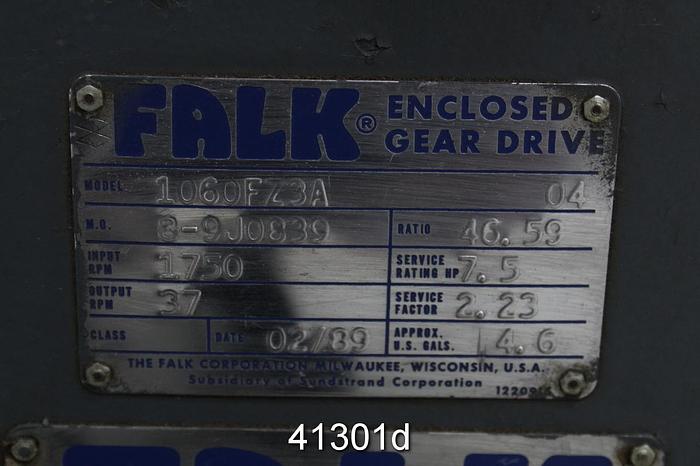 FALK® ENCLOSED GEAR DRIVE
MODEL 1060FZ3A 04
M.O. 8-9J0839 RATIO 46.59
INPUT RPM 1750 SERVICE RATING HP 7.5
OUTPUT RPM 37 SERVICE FACTOR 2.23
CLASS DATE 02/89 APPROX. U.S. GALS. 4.6
THE FALK CORPORATION MILWAUKEE, WISCONSIN, U.S.A.
Subsidiary of Sundstrand Corporation
41301d